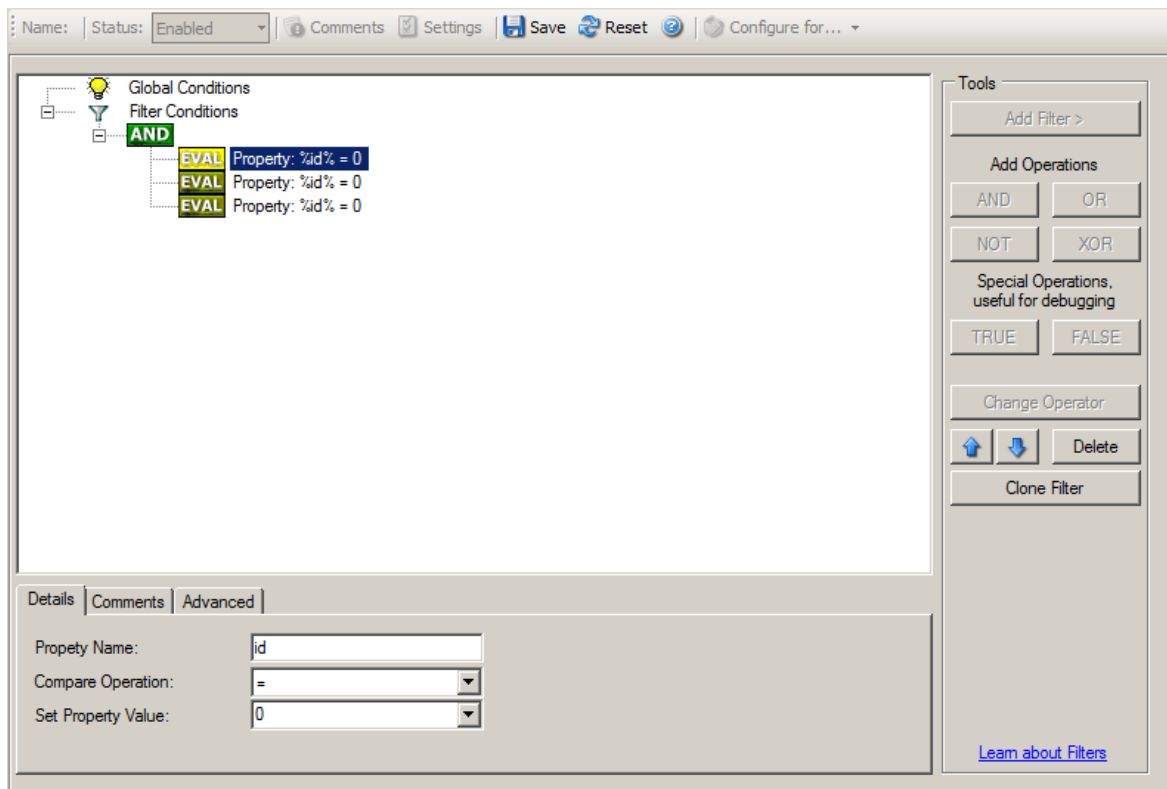 Name: Status: Enabled Comments Settings Save Reset Configure for...
Global Conditions
Filter Conditions
AND
EVAL Property: %id% = 0
EVAL Property: %id% = 0
EVAL Property: %id% = 0
Tools
Add Filter >
Add Operations
AND OR
NOT XOR
Special Operations,
useful for debugging
TRUE FALSE
Change Operator
Delete
Clone Filter
Learn about Filters
Details Comments Advanced
Propety Name: id
Compare Operation: =
Set Property Value: 0